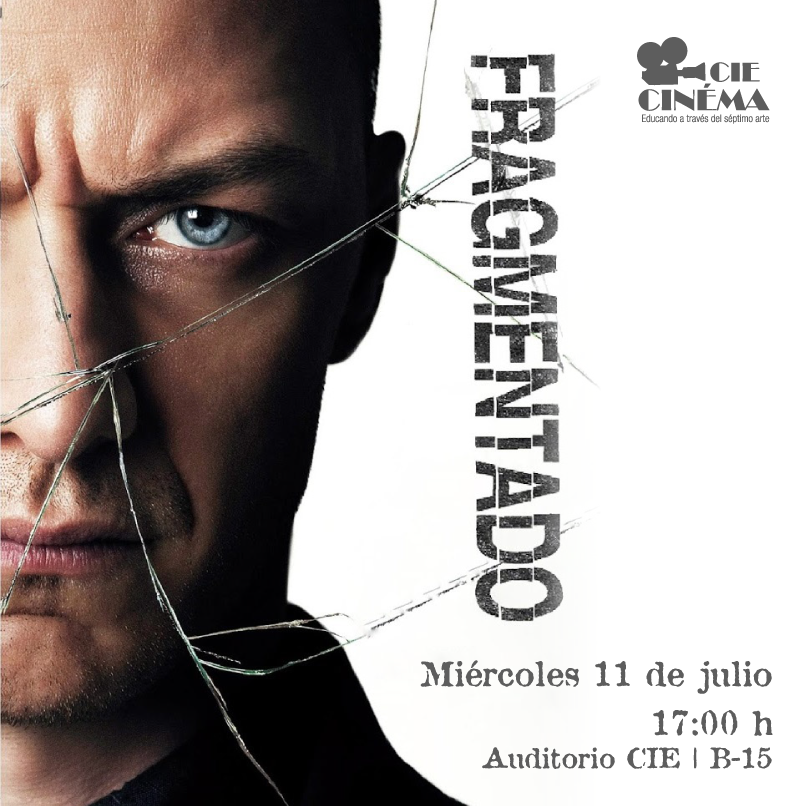 CIE
CINÉMA
Educando a través del séptimo arte
FRAGMENTADO
Miércoles 11 de julio
17:00 h
Auditorio CIE | B-15